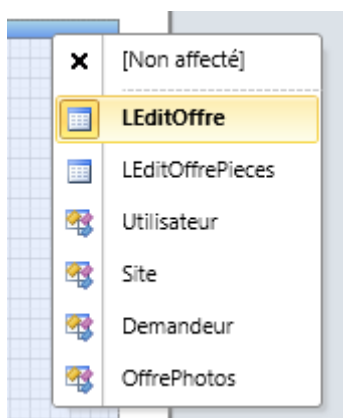 [Non affecté]
LEditOffre
LEditOffrePieces
Utilisateur
Site
Demandeur
OffrePhotos